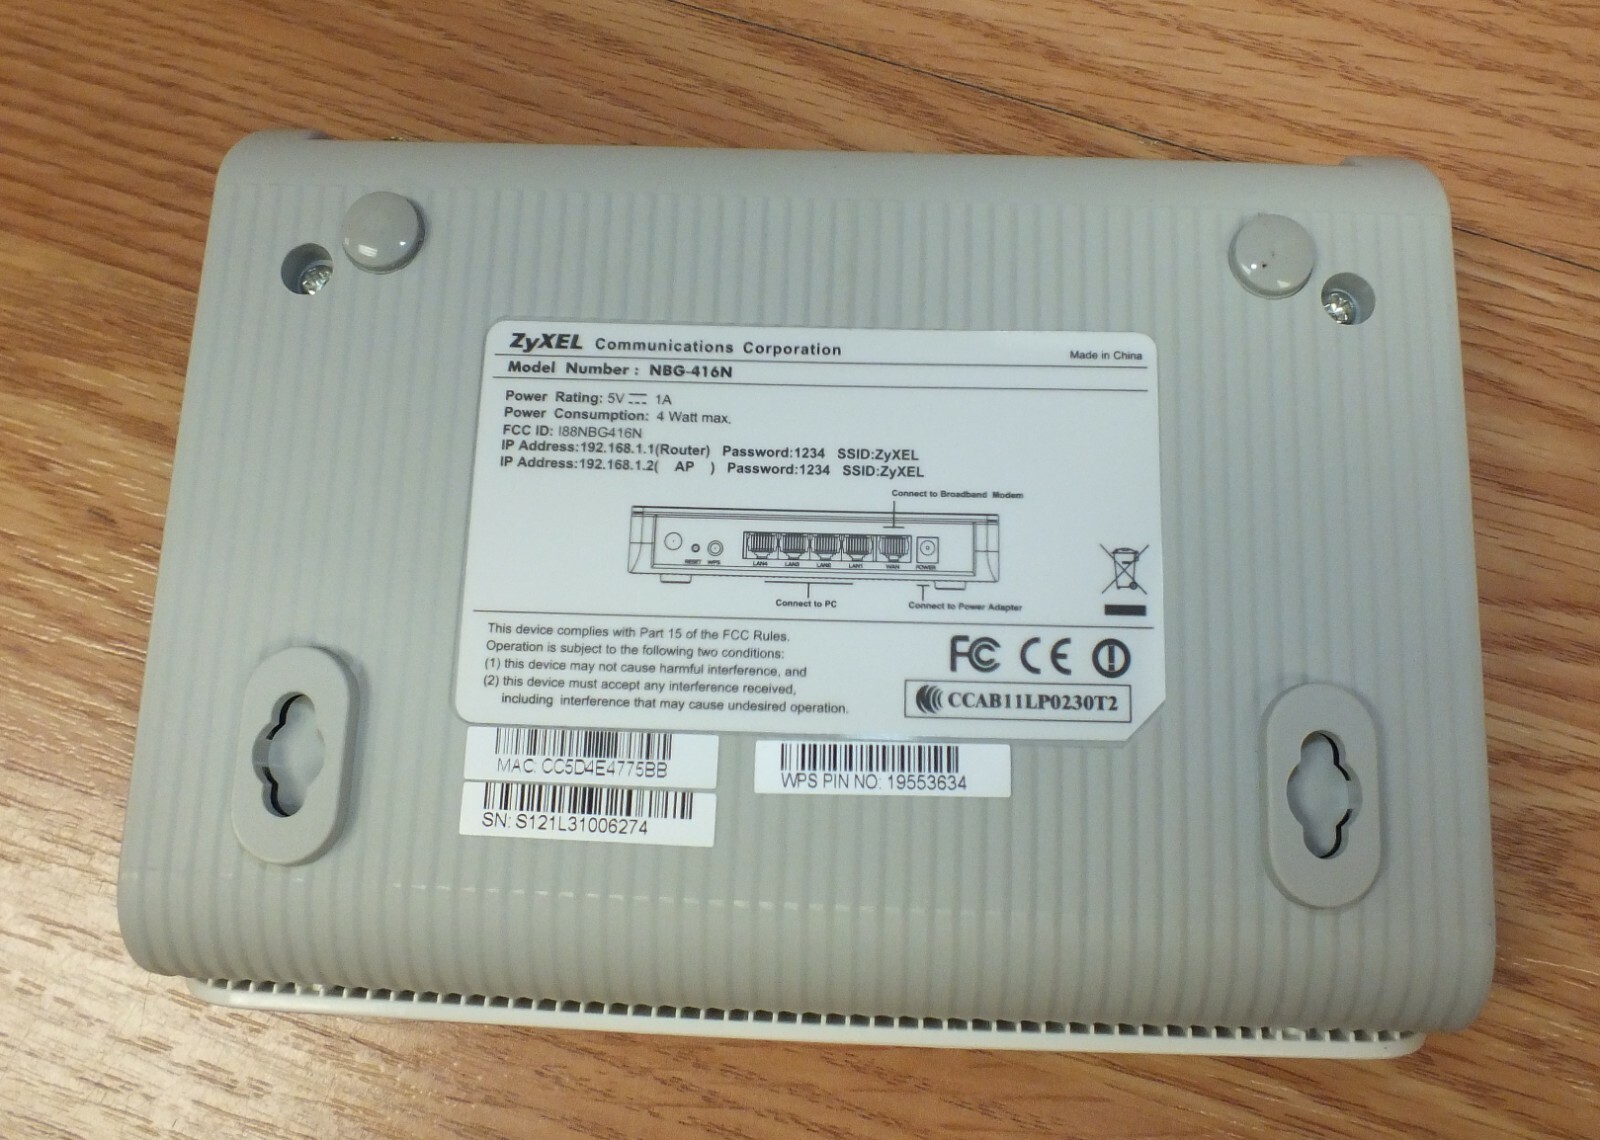 ZyXEL Communications Corporation Made in China
Model Number : NBG-416N
Power Rating: 5V 1A
Power Consumption: 4 Watt max.
FCC ID: I88NBG416N
IP Address:192.168.1.1(Router) Password:1234 SSID:ZyXEL
IP Address:192.168.1.2( AP ) Password:1234 SSID:ZyXEL
Connect to Broadband Modem
RESET WPS LAN4 LAN3 LAN2 LAN1 WAN POWER
Connect to PC
Connect to Power Adapter
This device complies with Part 15 of the FCC Rules.
Operation is subject to the following two conditions:
(1) this device may not cause harmful interference, and
(2) this device must accept any interference received,
including interference that may cause undesired operation.
FC CE
CCAB11LP0230T2
MAC: CC5D4E4775BB
WPS PIN NO: 19553634
SN: S121L31006274